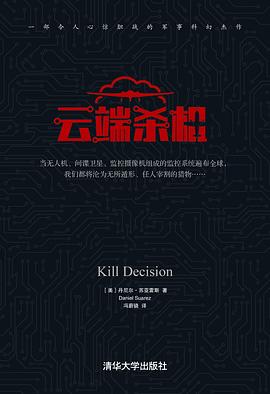 一部令人心惊胆战的军事科幻杰作
云端杀机
当无人机、间谍卫星、监控摄像机组成的监控系统遍布全球，
我们都将沦为无所遁形、任人宰割的猎物……
Kill Decision
［美］丹尼尔·苏亚雷斯 著
Daniel Suarez
冯蔚骁 译
清华大学出版社